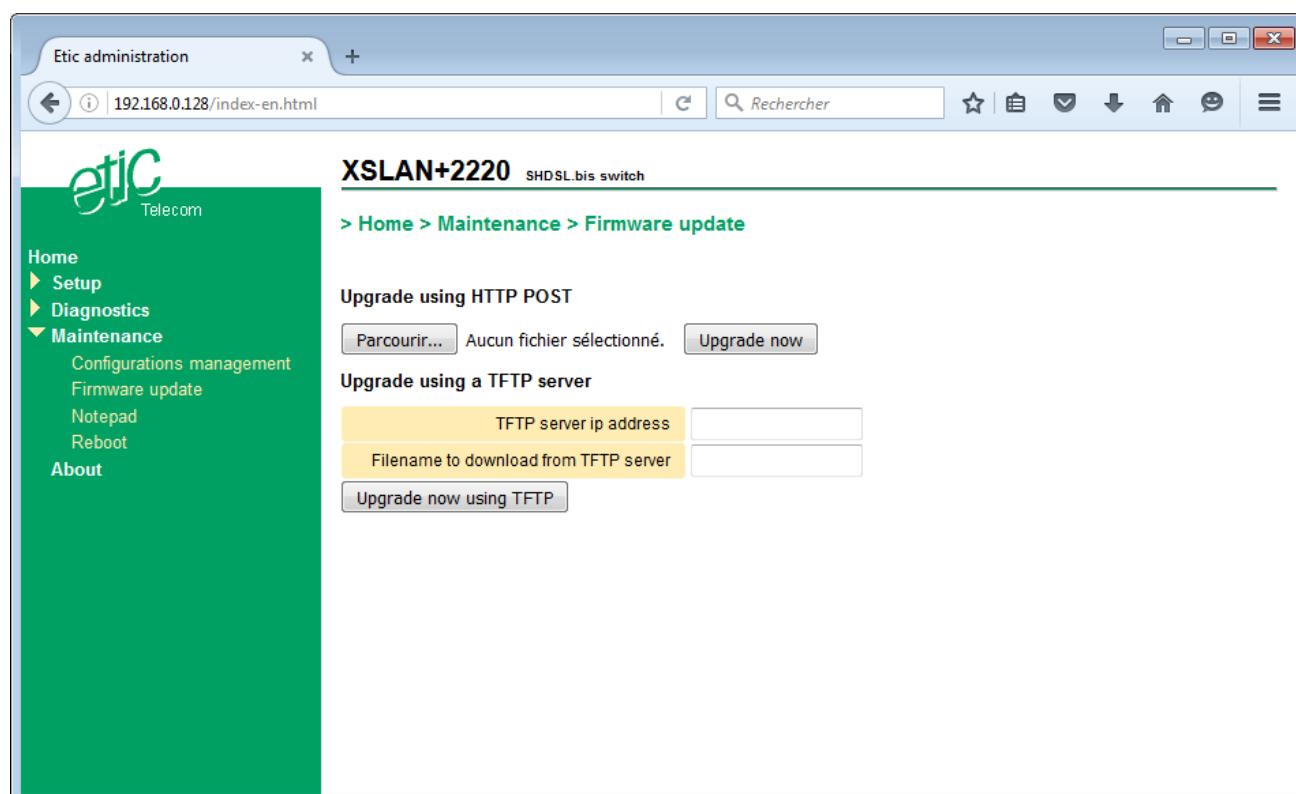 Etic administration
192.168.0.128/index-en.html
Rechercher
etic
Telecom
XSLAN+2220 SHDSL.bis switch
> Home > Maintenance > Firmware update
Home
Setup
Diagnostics
Maintenance
Configurations management
Firmware update
Notepad
Reboot
About
Upgrade using HTTP POST
Parcourir... Aucun fichier sélectionné. Upgrade now
Upgrade using a TFTP server
TFTP server ip address
Filename to download from TFTP server
Upgrade now using TFTP